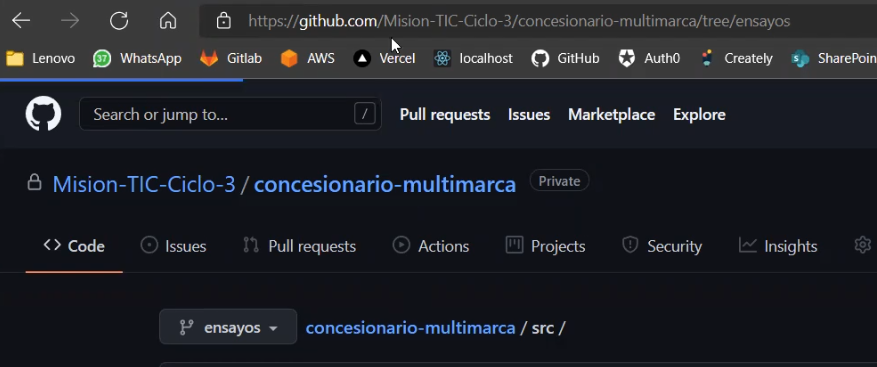 https://github.com/Mision-TIC-Ciclo-3/concesionario-multimarca/tree/ensayos
Lenovo 37 WhatsApp Gitlab AWS Vercel localhost GitHub Auth0 Creately SharePoin
Search or jump to... / Pull requests Issues Marketplace Explore
Mision-TIC-Ciclo-3 / concesionario-multimarca Private
Code Issues Pull requests Actions Projects Security Insights
ensayos concesionario-multimarca / src /